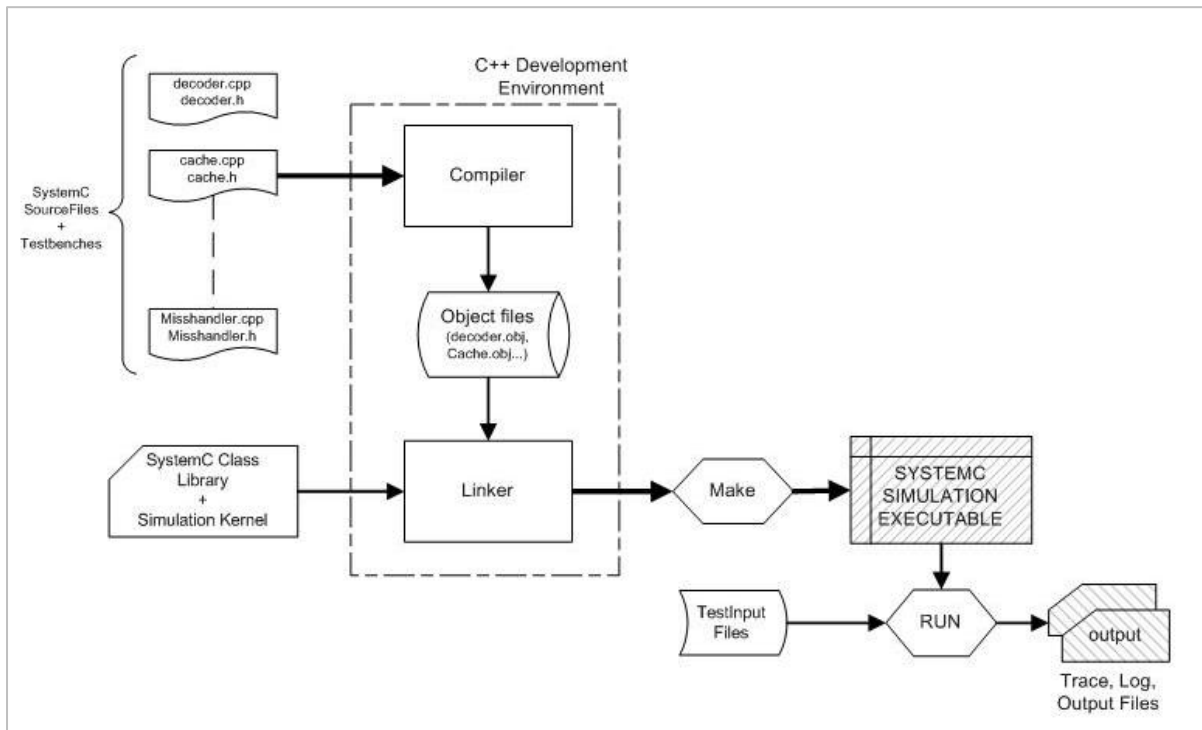 C++ Development
Environment
decoder.cpp
decoder.h
cache.cpp
cache.h
Compiler
SystemC
SourceFiles
+
Testbenches
Misshandler.cpp
Misshandler.h
Object files
(decoder.obj,
Cache.obj...)
SystemC Class
Library
+
Simulation Kernel
Linker
Make
SYSTEMC
SIMULATION
EXECUTABLE
TestInput
Files
RUN
output
Trace, Log,
Output Files